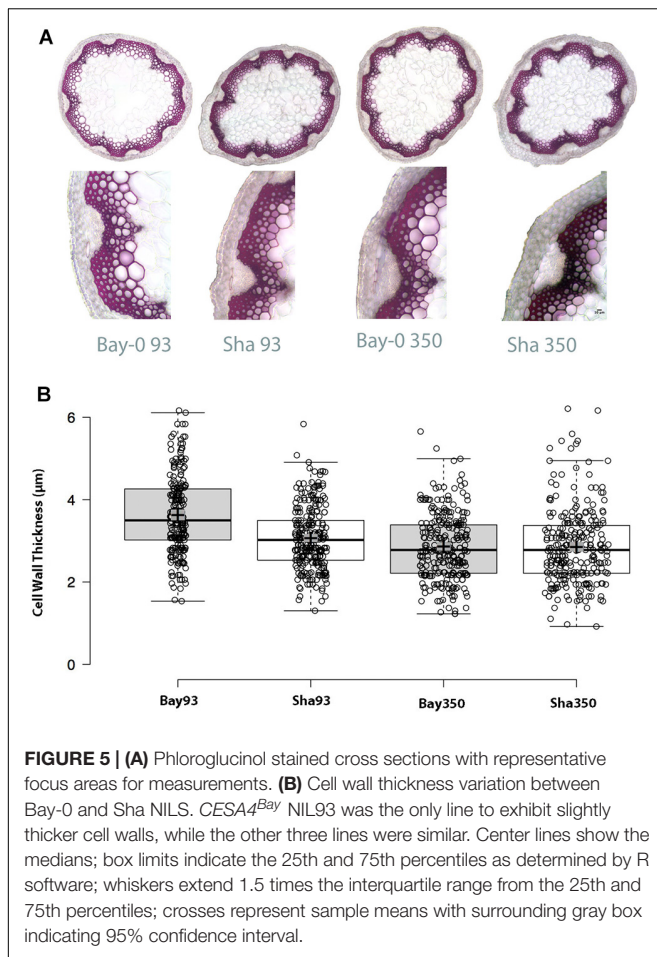 A
Bay-0 93 Sha 93 Bay-0 350 Sha 350
B
Cell Wall Thickness (µm)
6
4
2
0
Bay93 Sha93 Bay350 Sha350
FIGURE 5 | (A) Phloroglucinol stained cross sections with representative
focus areas for measurements. (B) Cell wall thickness variation between
Bay-0 and Sha NILS. CESA4Bay NIL93 was the only line to exhibit slightly
thicker cell walls, while the other three lines were similar. Center lines show the
medians; box limits indicate the 25th and 75th percentiles as determined by R
software; whiskers extend 1.5 times the interquartile range from the 25th and
75th percentiles; crosses represent sample means with surrounding gray box
indicating 95% confidence interval.